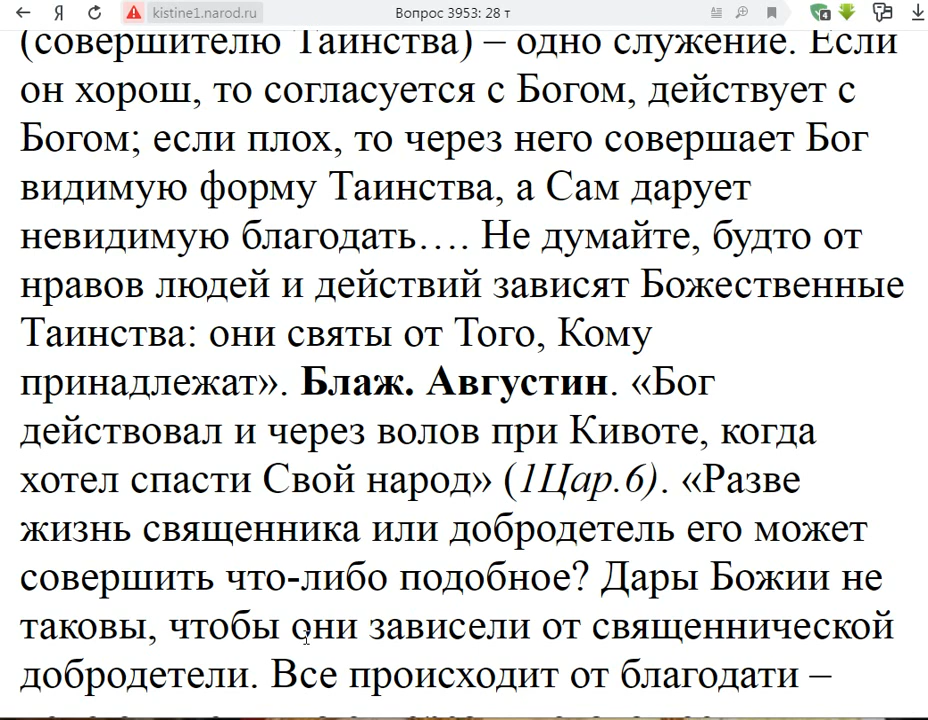 kistine1.narod.ru
Вопрос 3953: 28 т
4
(совершителю Таинства) – одно служение. Если
он хорош, то согласуется с Богом, действует с
Богом; если плох, то через него совершает Бог
видимую форму Таинства, а Сам дарует
невидимую благодать…. Не думайте, будто от
нравов людей и действий зависят Божественные
Таинства: они святы от Того, Кому
принадлежат». Блаж. Августин. «Бог
действовал и через волов при Кивоте, когда
хотел спасти Свой народ» (1Цар.6). «Разве
жизнь священника или добродетель его может
совершить что-либо подобное? Дары Божии не
таковы, чтобы они зависели от священнической
добродетели. Все происходит от благодати –